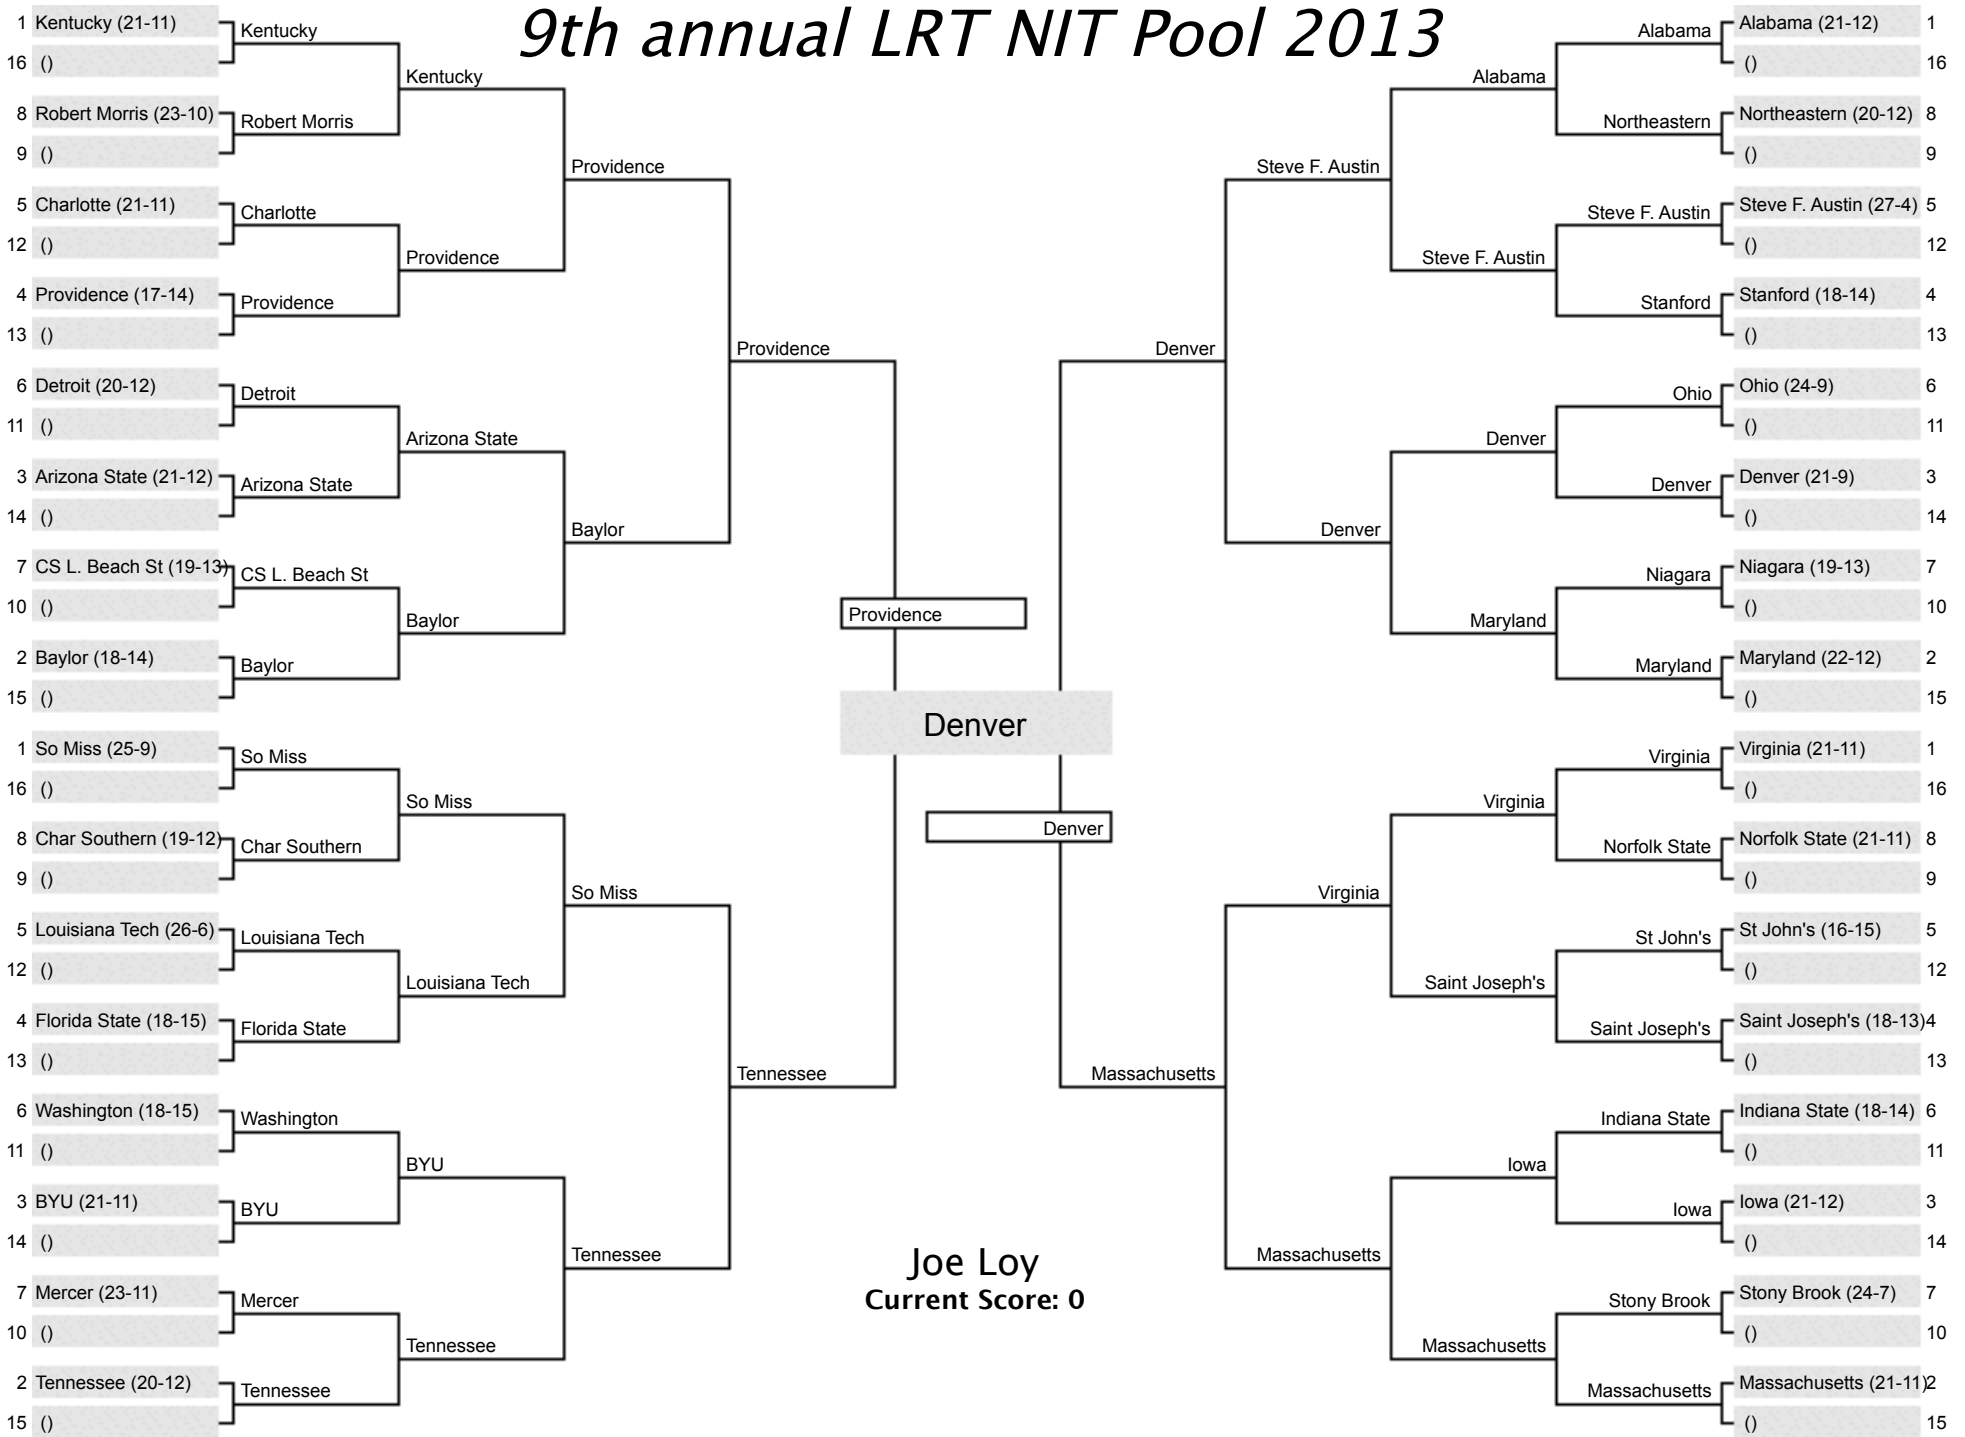 9th annual LRT NIT Pool 2013
1 Kentucky (21-11)
16 ()
8 Robert Morris (23-10)
9 ()
5 Charlotte (21-11)
12 ()
4 Providence (17-14)
13 ()
6 Detroit (20-12)
11 ()
3 Arizona State (21-12)
14 ()
7 CS L. Beach St (19-13)
10 ()
2 Baylor (18-14)
15 ()
1 So Miss (25-9)
16 ()
8 Char Southern (19-12)
9 ()
5 Louisiana Tech (26-6)
12 ()
4 Florida State (18-15)
13 ()
6 Washington (18-15)
11 ()
3 BYU (21-11)
14 ()
7 Mercer (23-11)
10 ()
2 Tennessee (20-12)
15 ()
Kentucky
Robert Morris
Charlotte
Providence
Detroit
Arizona State
CS L. Beach St
Baylor
So Miss
Char Southern
Louisiana Tech
Florida State
Washington
BYU
Mercer
Tennessee
Kentucky
Providence
Arizona State
Baylor
So Miss
Louisiana Tech
BYU
Tennessee
Providence
Baylor
So Miss
Tennessee
Providence
Tennessee
Providence
Denver
Denver
Joe Loy
Current Score: 0
Denver
Massachusetts
Steve F. Austin
Denver
Virginia
Massachusetts
Alabama
Steve F. Austin
Denver
Maryland
Virginia
Saint Joseph's
Iowa
Massachusetts
Alabama
Northeastern
Steve F. Austin
Stanford
Ohio
Denver
Niagara
Maryland
Virginia
Norfolk State
St John's
Saint Joseph's
Indiana State
Iowa
Stony Brook
Massachusetts
Alabama (21-12) 1
() 16
Northeastern (20-12) 8
() 9
Steve F. Austin (27-4) 5
() 12
Stanford (18-14) 4
() 13
Ohio (24-9) 6
() 11
Denver (21-9) 3
() 14
Niagara (19-13) 7
() 10
Maryland (22-12) 2
() 15
Virginia (21-11) 1
() 16
Norfolk State (21-11) 8
() 9
St John's (16-15) 5
() 12
Saint Joseph's (18-13) 4
() 13
Indiana State (18-14) 6
() 11
Iowa (21-12) 3
() 14
Stony Brook (24-7) 7
() 10
Massachusetts (21-11) 2
() 15